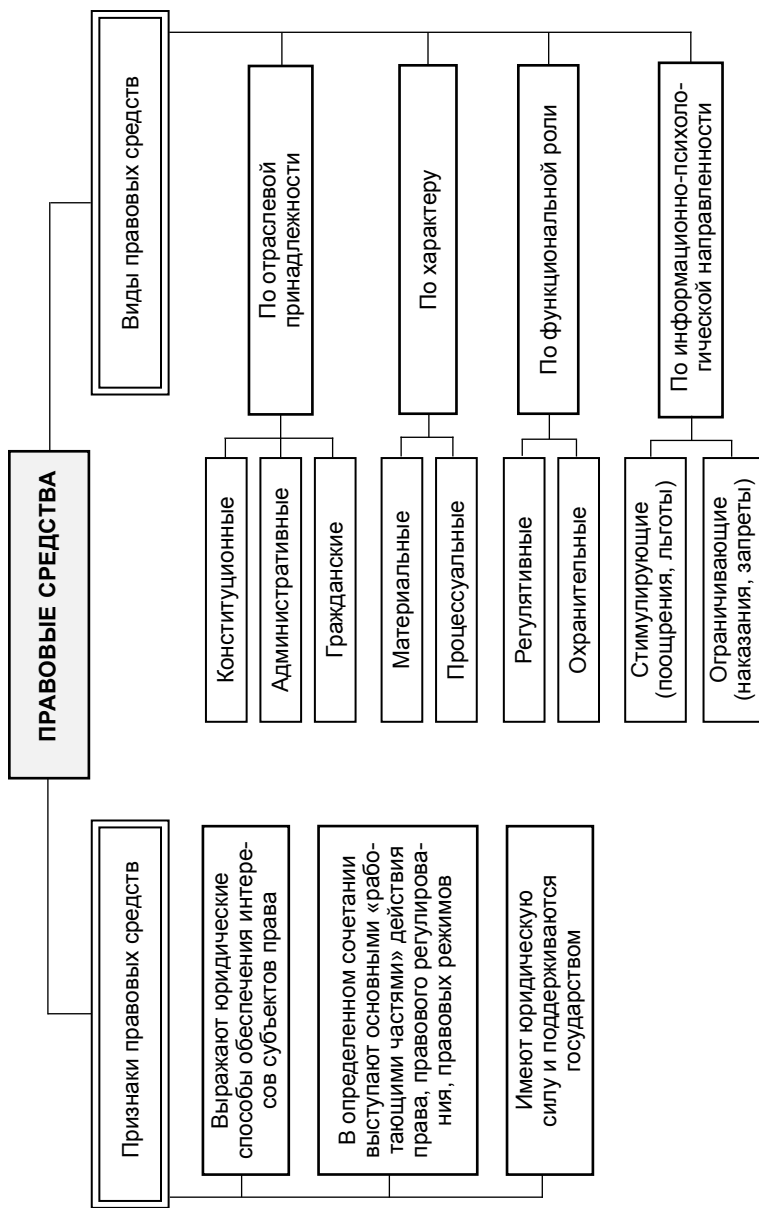 ПРАВОВЫЕ СРЕДСТВА
Признаки правовых средств
Выражают юридические
способы обеспечения интере-
сов субъектов права
В определенном сочетании
выступают основными «рабо-
тающими частями» действия
права, правового регулирова-
ния, правовых режимов
Имеют юридическую
силу и поддерживаются
государством
Виды правовых средств
По отраслевой
принадлежности
Конституционные
Административные
Гражданские
По характеру
Материальные
Процессуальные
По функциональной роли
Регулятивные
Охранительные
По информационно-психоло-
гической направленности
Стимулирующие
(поощрения, льготы)
Ограничивающие
(наказания, запреты)